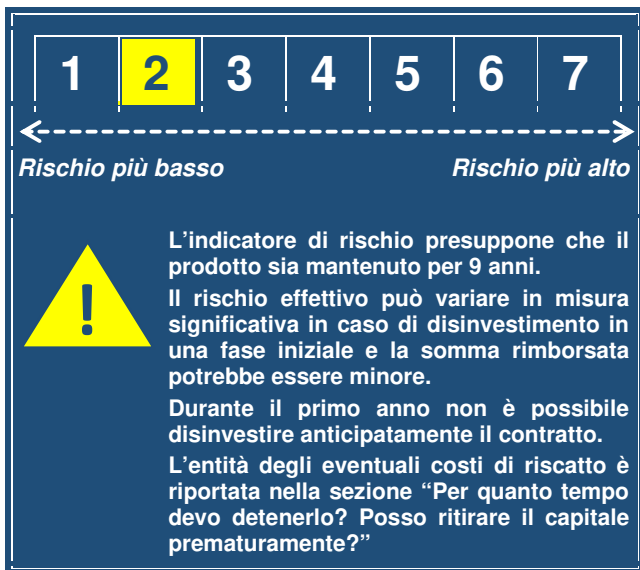 1 2 3 4 5 6 7
Rischio più basso Rischio più alto
!
L'indicatore di rischio presuppone che il
prodotto sia mantenuto per 9 anni.
Il rischio effettivo può variare in misura
significativa in caso di disinvestimento in
una fase iniziale e la somma rimborsata
potrebbe essere minore.
Durante il primo anno non è possibile
disinvestire anticipatamente il contratto.
L'entità degli eventuali costi di riscatto è
riportata nella sezione “Per quanto tempo
devo detenerlo? Posso ritirare il capitale
prematuramente?”